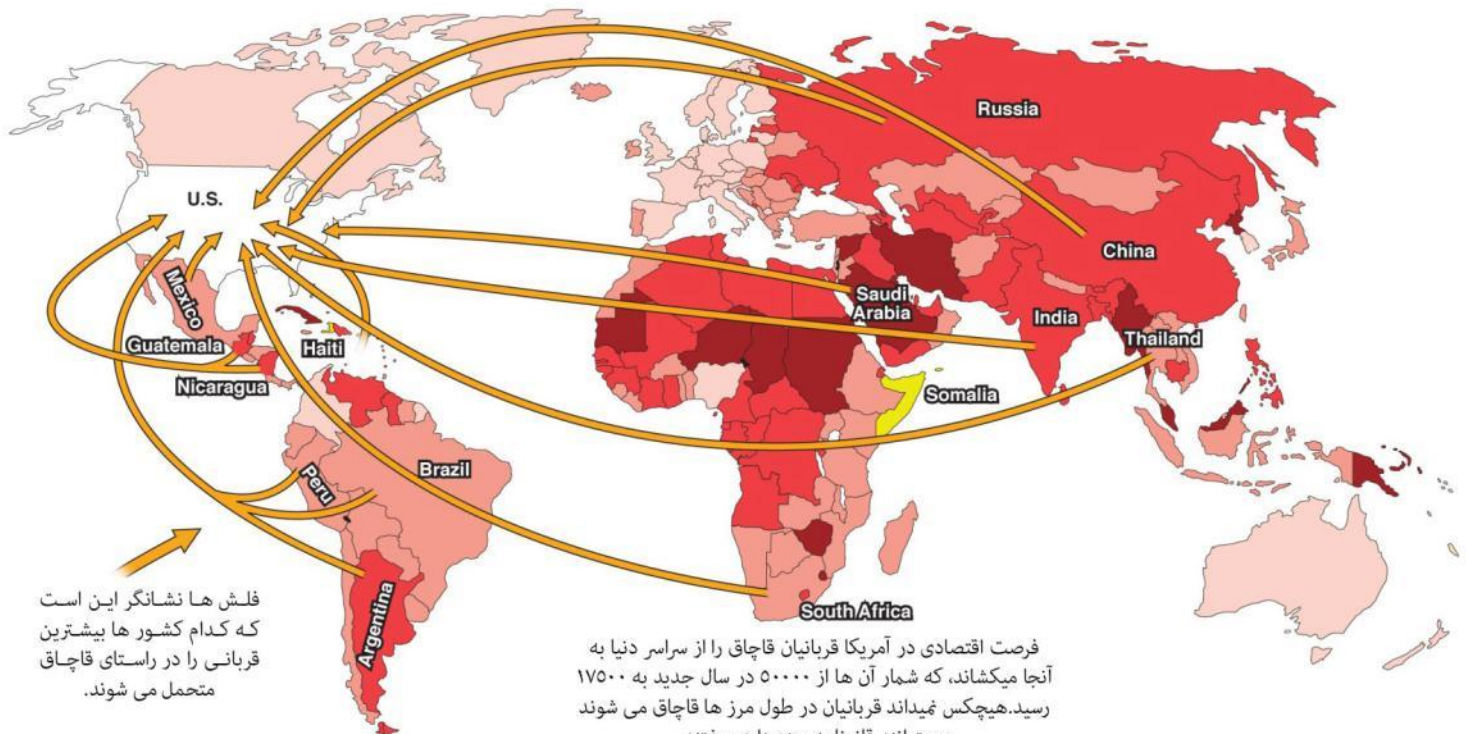 Russia
U.S.
China
Mexico
Saudi
Arabia
India
Guatemala
Haiti
Thailand
Nicaragua
Somalia
Brazil
Peru
Argentina
South Africa
فلش ها نشانگر این است
که کدام کشور ها بیشترین
قربانی را در راستای قاچاق
متحمل می شوند.
فرصت اقتصادی در آمریکا قربانیان قاچاق را از سراسر دنیا به
آنجا میکشاند، که شمار آن ها از ۵۰۰۰۰ در سال جدید به ۱۷۵۰۰
رسید.هیچکس نمیداند قربانیان در طول مرز ها قاچاق می شوند